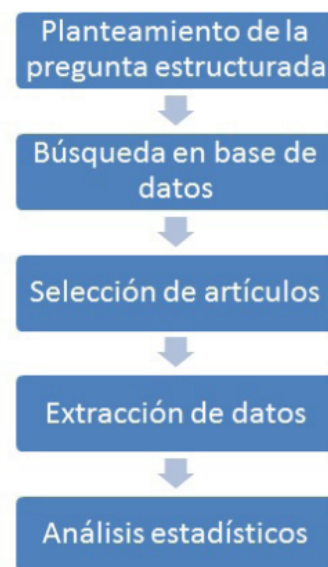 Planteamiento de la
pregunta estructurada
Búsqueda en base de
datos
Selección de artículos
Extracción de datos
Análisis estadísticos